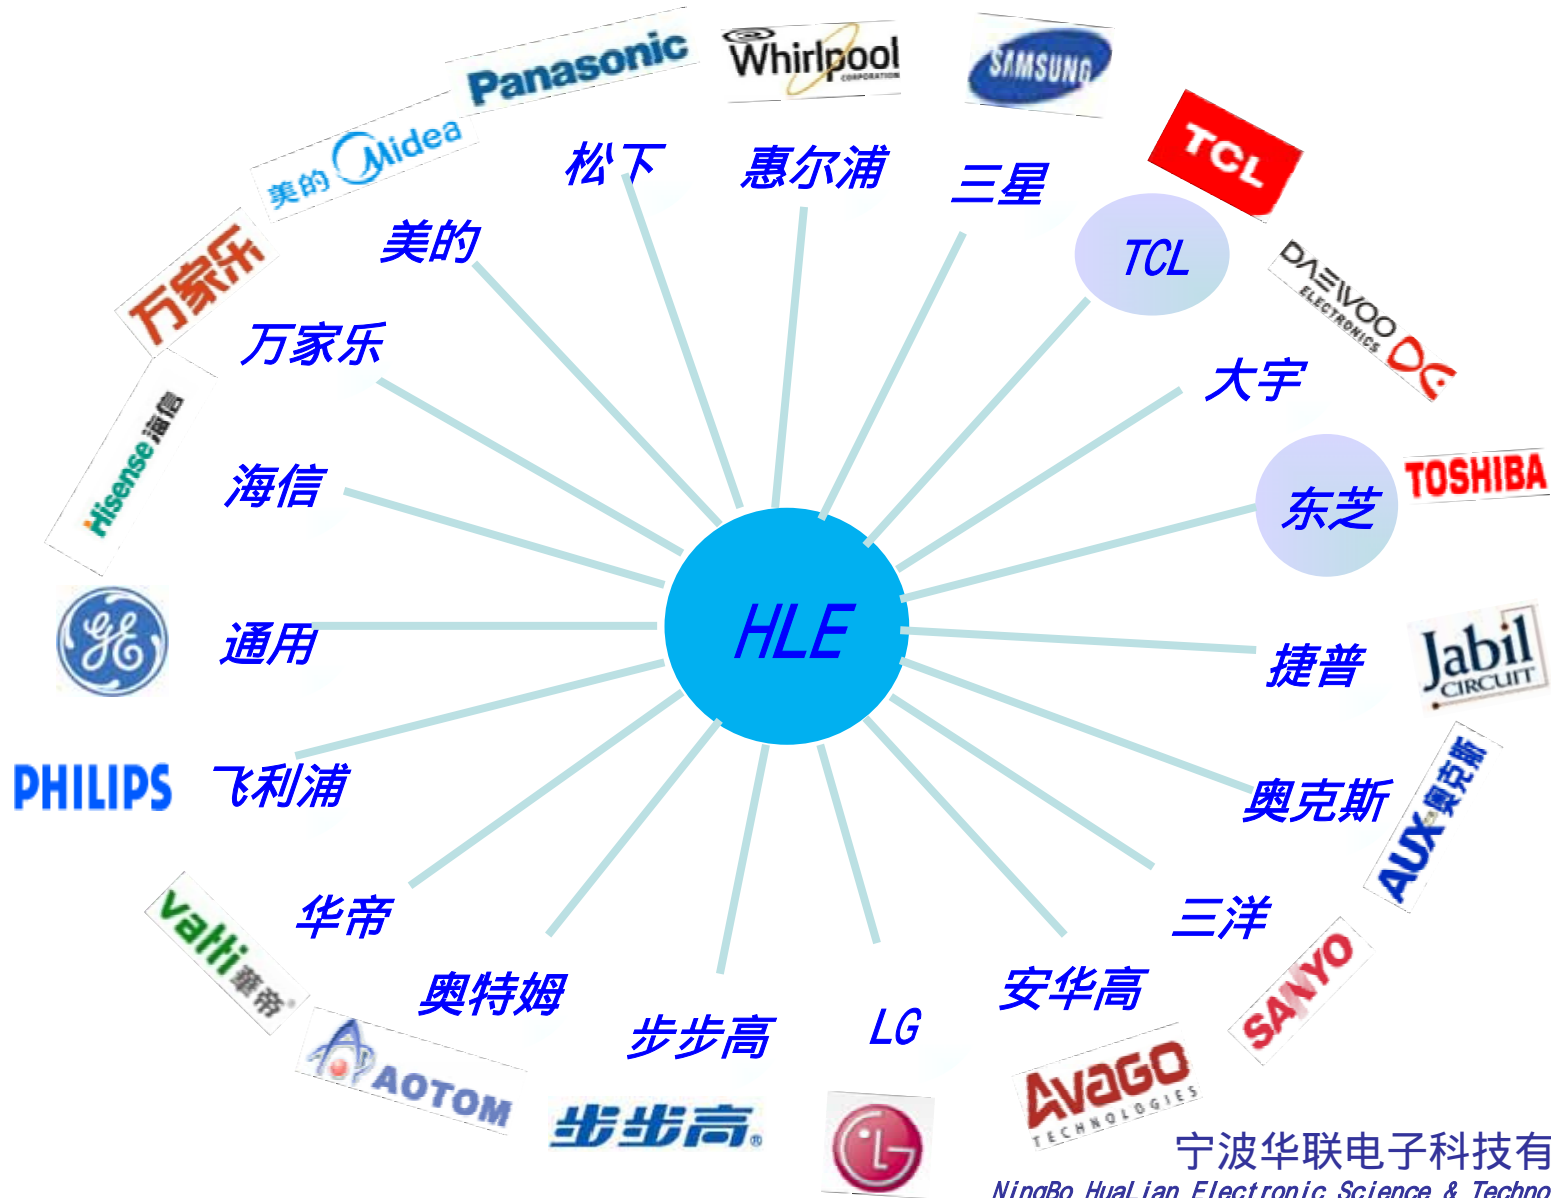 Panasonic
Whirlpool
CORPORATION
SAMSUNG
TCL
美的 Midea
松下
惠尔浦
三星
TCL
DAEWOO
ELECTRONICS
万家乐
美的
万家乐
大宇
Hisense 海信
海信
东芝
TOSHIBA
GE
通用
HLE
捷普
Jabil
CIRCUIT
PHILIPS
飞利浦
奥克斯
AUX 奥克斯
vatti 華帝®
华帝
三洋
SANYO
奥特姆
安华高
步步高
LG
AOTOM
AVAGO
TECHNOLOGIES
步步高®
LG
宁波华联电子科技有
NingBo HuaLian Electronic Science & Techno